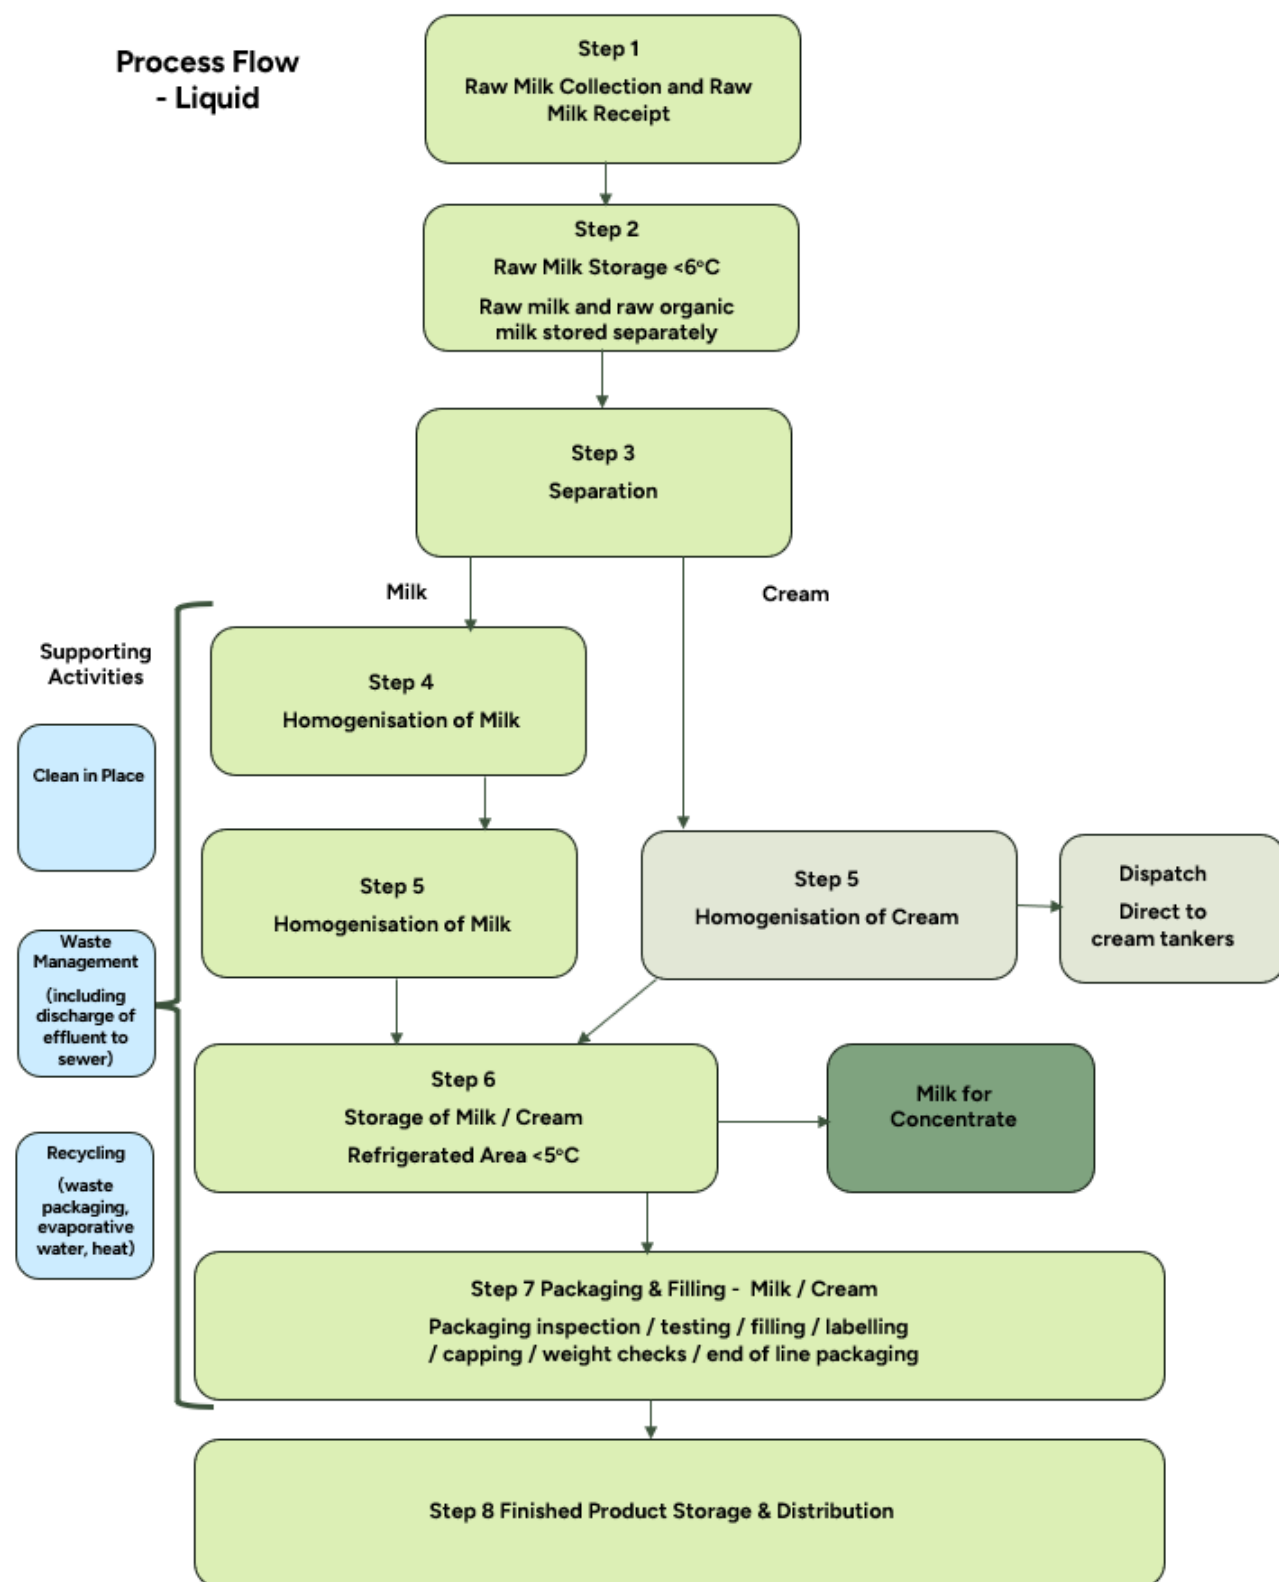 Process Flow
- Liquid
Step 1
Raw Milk Collection and Raw
Milk Receipt
Step 2
Raw Milk Storage <6°C
Raw milk and raw organic
milk stored separately
Step 3
Separation
Milk
Cream
Supporting
Activities
Step 4
Homogenisation of Milk
Clean in Place
Step 5
Homogenisation of Milk
Step 5
Homogenisation of Cream
Dispatch
Direct to
cream tankers
Waste
Management
(including
discharge of
effluent to
sewer)
Step 6
Storage of Milk / Cream
Refrigerated Area <5°C
Milk for
Concentrate
Recycling
(waste
packaging,
evaporative
water, heat)
Step 7 Packaging & Filling - Milk / Cream
Packaging inspection / testing / filling / labelling
/ capping / weight checks / end of line packaging
Step 8 Finished Product Storage & Distribution